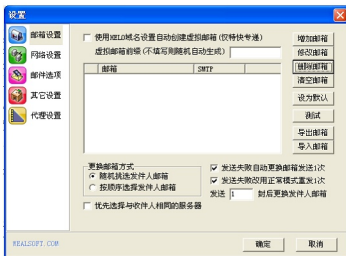 设置
邮箱设置
网络设置
邮件选项
其它设置
代理设置
使用HELO域名设置自动创建虚拟邮箱(仅特快专递)
虚拟邮箱前缀(不填写则随机自动生成)
邮箱 SMTP
增加邮箱
修改邮箱
删除邮箱
清空邮箱
设为默认
测试
导出邮箱
导入邮箱
更换邮箱方式
随机挑选发件人邮箱
按顺序选择发件人邮箱
发送失败自动更换邮箱发送1次
发送失败改用正常模式重发1次
发送 1 封后更换发件人邮箱
优先选择与收件人相同的服务器
REALSOFT.COM
确定
取消